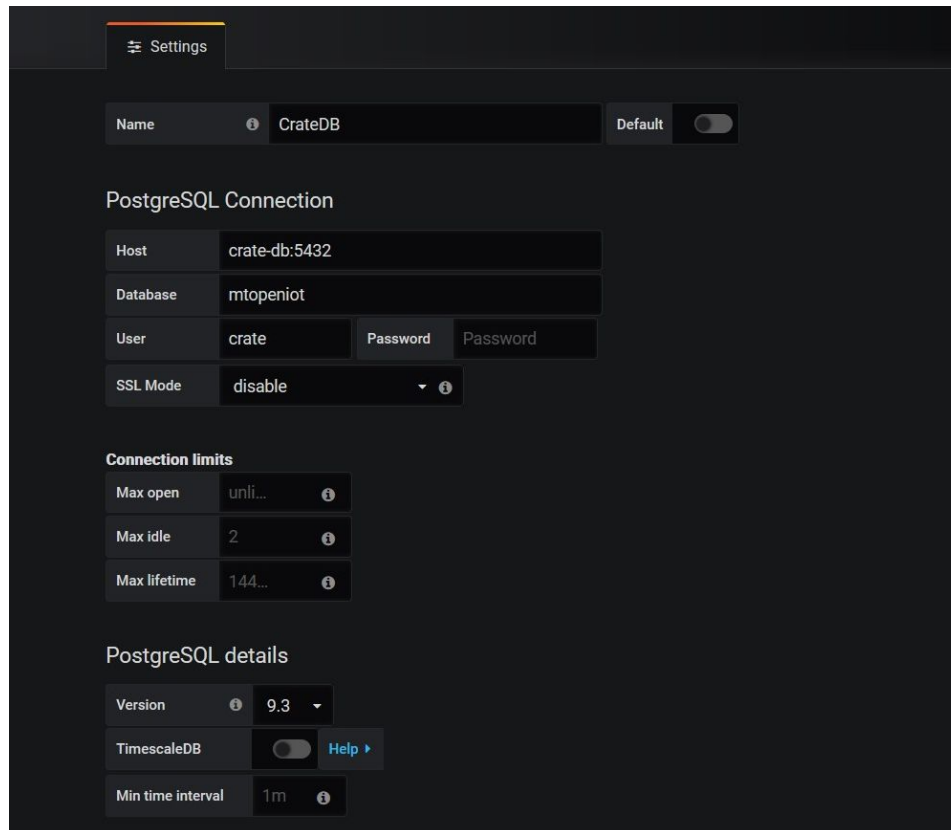 Settings
Name CrateDB Default
PostgreSQL Connection
Host crate-db:5432
Database mtopeniot
User crate Password Password
SSL Mode disable
Connection limits
Max open unli...
Max idle 2
Max lifetime 144...
PostgreSQL details
Version 9.3
TimescaleDB Help
Min time interval 1m